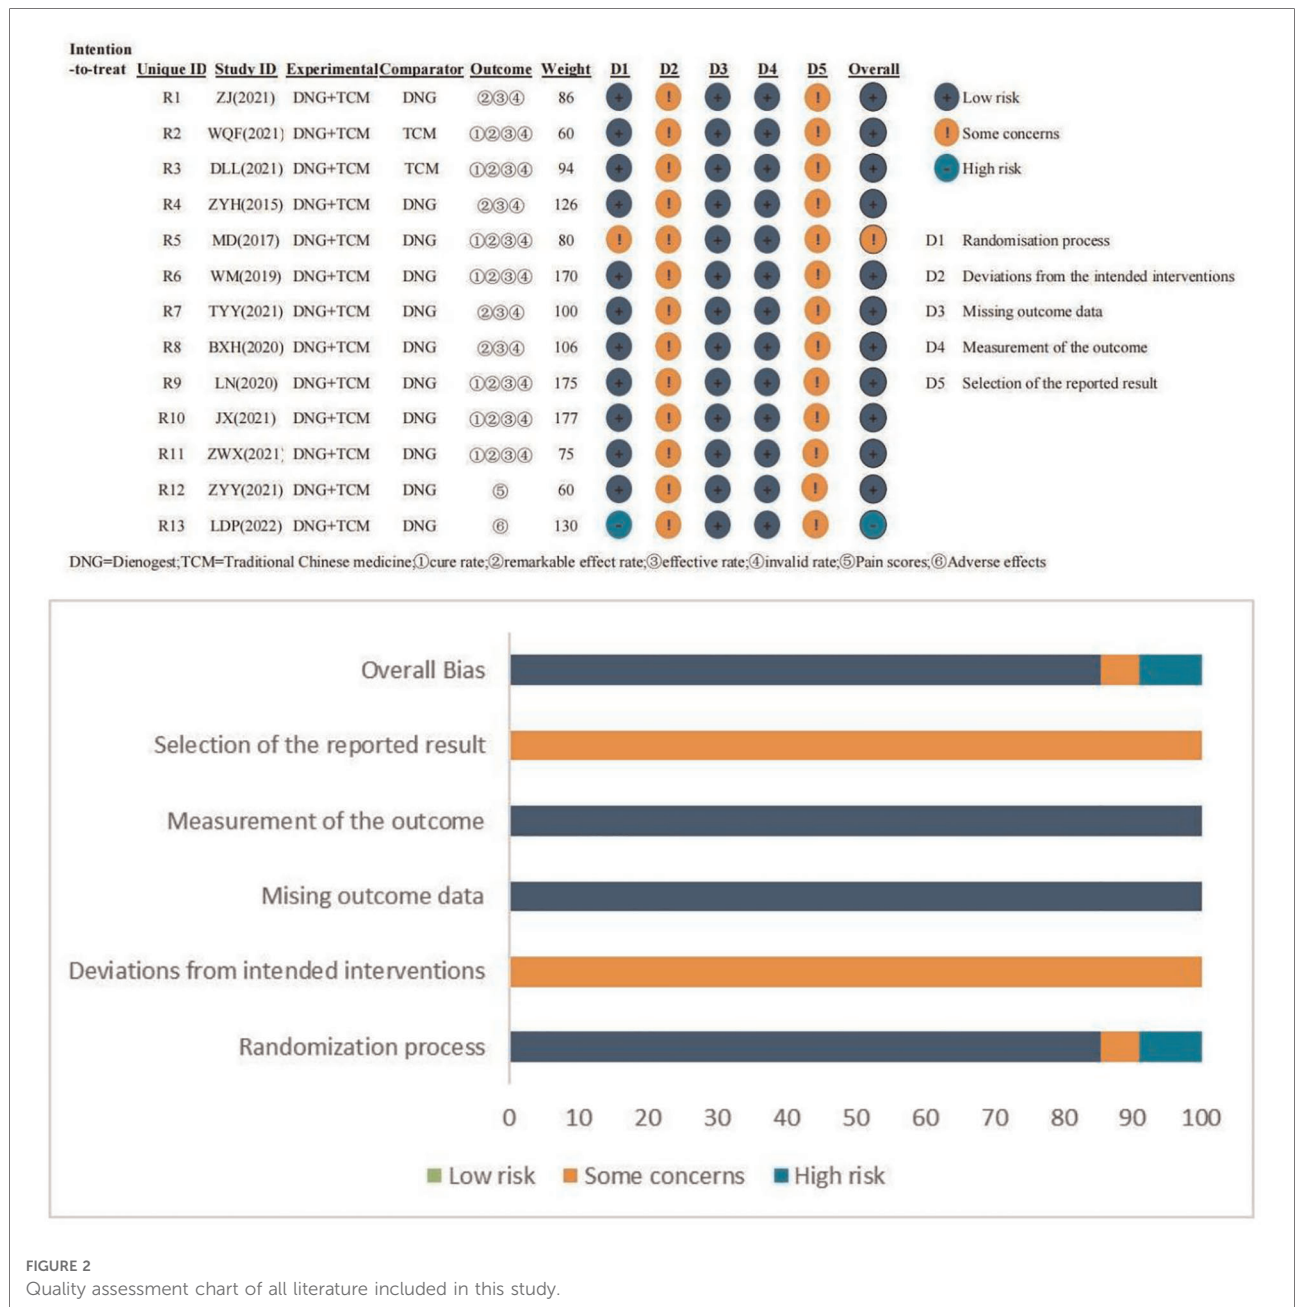 Intention
-to-treat Unique ID Study ID Experimental Comparator Outcome Weight D1 D2 D3 D4 D5 Overall
R1 ZJ(2021) DNG+TCM DNG ②③④ 86 + ! + + ! + + Low risk
R2 WQF(2021) DNG+TCM TCM ①②③④ 60 + ! + + ! + ! Some concerns
R3 DLL(2021) DNG+TCM TCM ①②③④ 94 + ! + + ! + - High risk
R4 ZYH(2015) DNG+TCM DNG ②③④ 126 + ! + + ! +
R5 MD(2017) DNG+TCM DNG ①②③④ 80 ! ! + + ! ! D1 Randomisation process
R6 WM(2019) DNG+TCM DNG ①②③④ 170 + ! + + ! + D2 Deviations from the intended interventions
R7 TYY(2021) DNG+TCM DNG ②③④ 100 + ! + + ! + D3 Missing outcome data
R8 BXH(2020) DNG+TCM DNG ②③④ 106 + ! + + ! + D4 Measurement of the outcome
R9 LN(2020) DNG+TCM DNG ①②③④ 175 + ! + + ! + D5 Selection of the reported result
R10 JX(2021) DNG+TCM DNG ①②③④ 177 + ! + + ! +
R11 ZWX(2021) DNG+TCM DNG ①②③④ 75 + ! + + ! +
R12 ZYY(2021) DNG+TCM DNG ⑤ 60 + ! + + ! +
R13 LDP(2022) DNG+TCM DNG ⑥ 130 - ! + + ! -
DNG=Dienogest;TCM=Traditional Chinese medicine;①cure rate;②remarkable effect rate;③effective rate;④invalid rate;⑤Pain scores;⑥Adverse effects
Overall Bias
Selection of the reported result
Measurement of the outcome
Mising outcome data
Deviations from intended interventions
Randomization process
0 10 20 30 40 50 60 70 80 90 100
Low risk Some concerns High risk
FIGURE 2
Quality assessment chart of all literature included in this study.